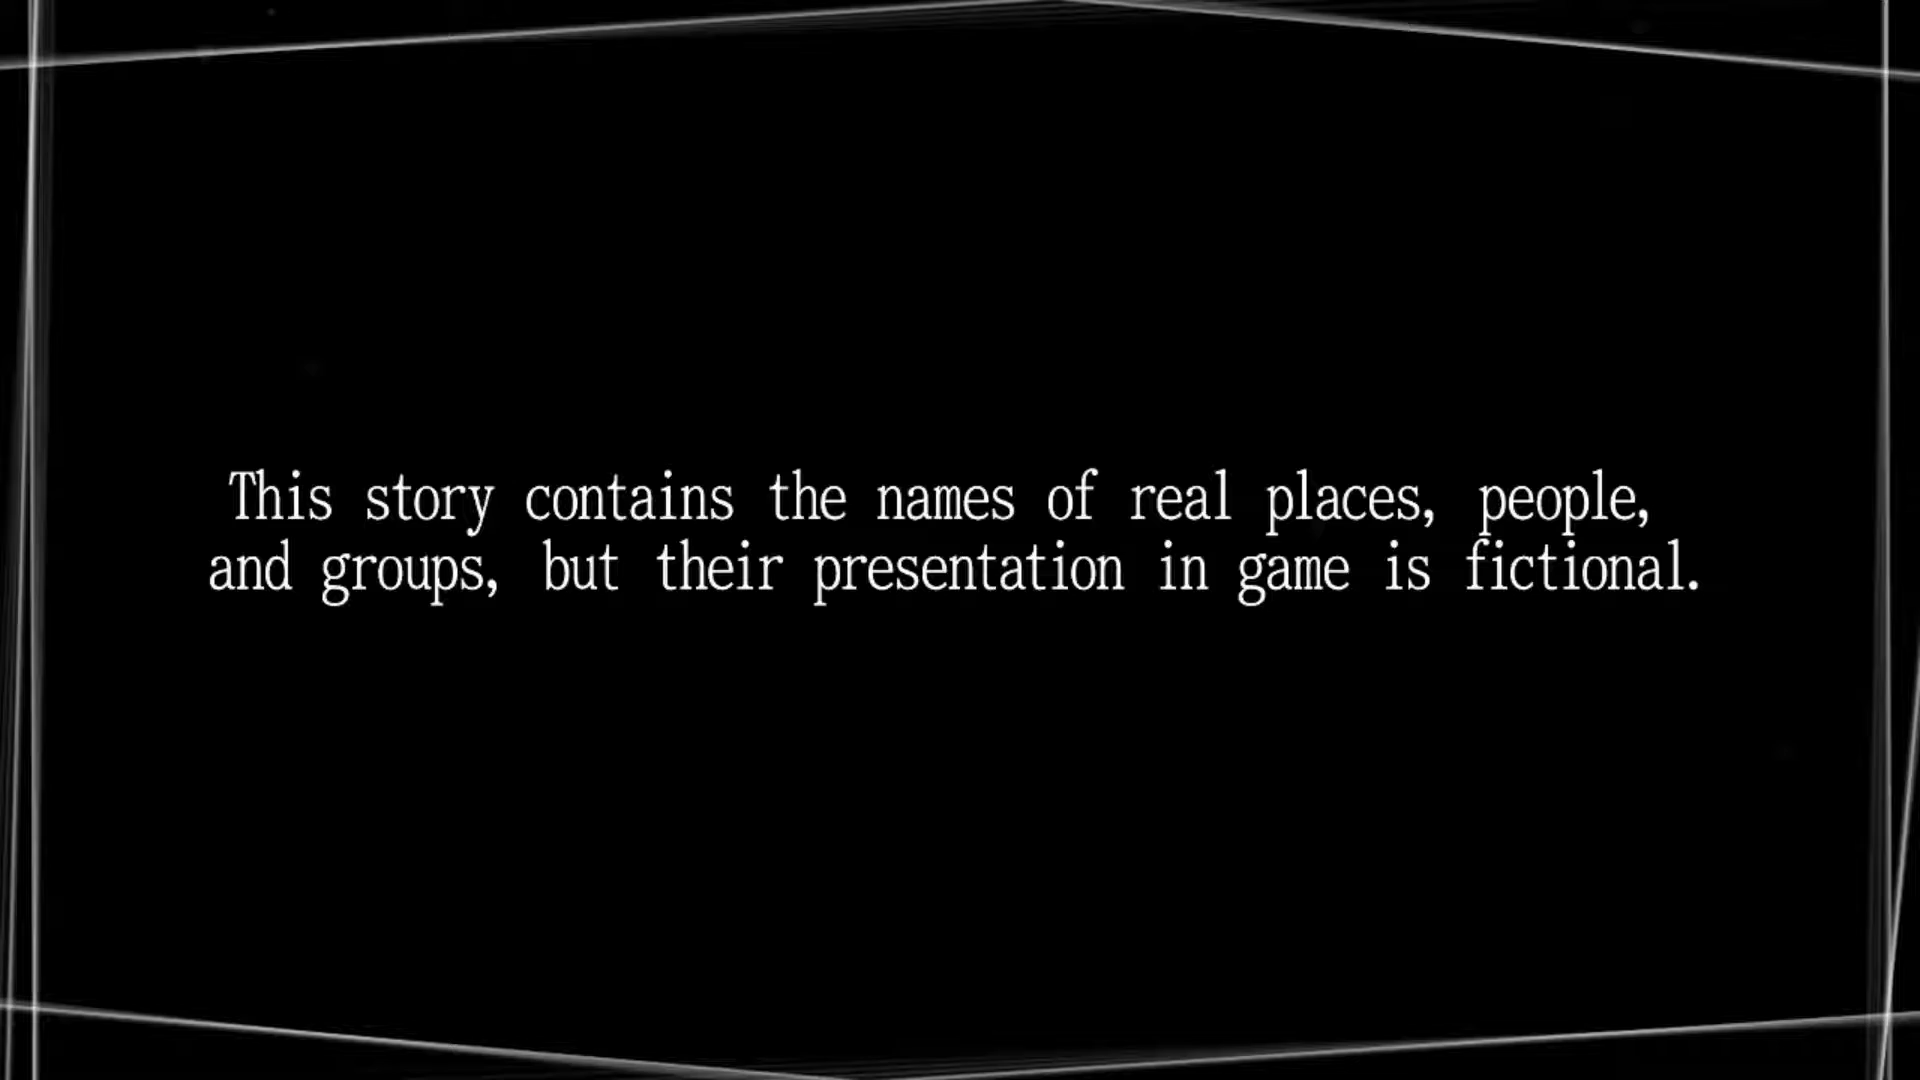 This story contains the names of real places, people,
and groups, but their presentation in game is fictional.